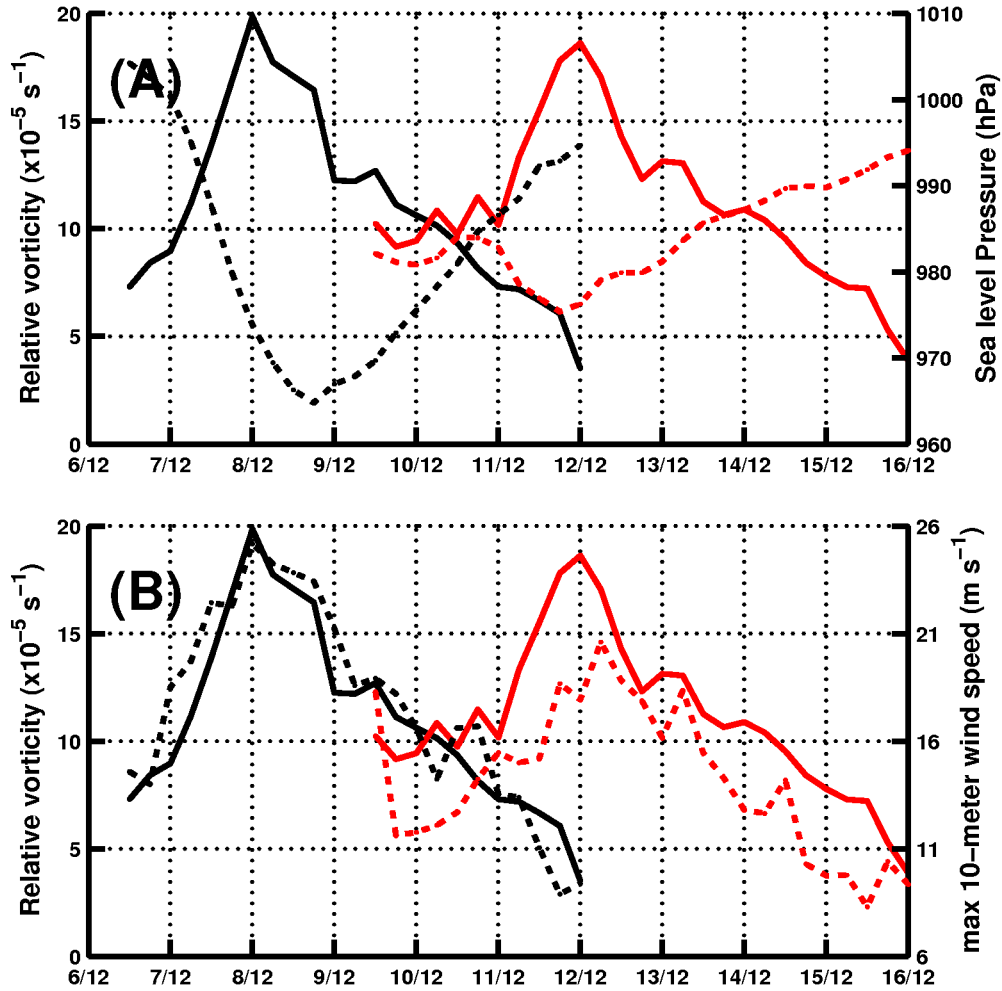 20
15
10
5
0
Relative vorticity (x10⁻⁵ s⁻¹)
(A)
1010
1000
990
980
970
960
Sea level Pressure (hPa)
6/12 7/12 8/12 9/12 10/12 11/12 12/12 13/12 14/12 15/12 16/12
20
15
10
5
0
Relative vorticity (x10⁻⁵ s⁻¹)
(B)
26
21
16
11
6
max 10−meter wind speed (m s⁻¹)
6/12 7/12 8/12 9/12 10/12 11/12 12/12 13/12 14/12 15/12 16/12